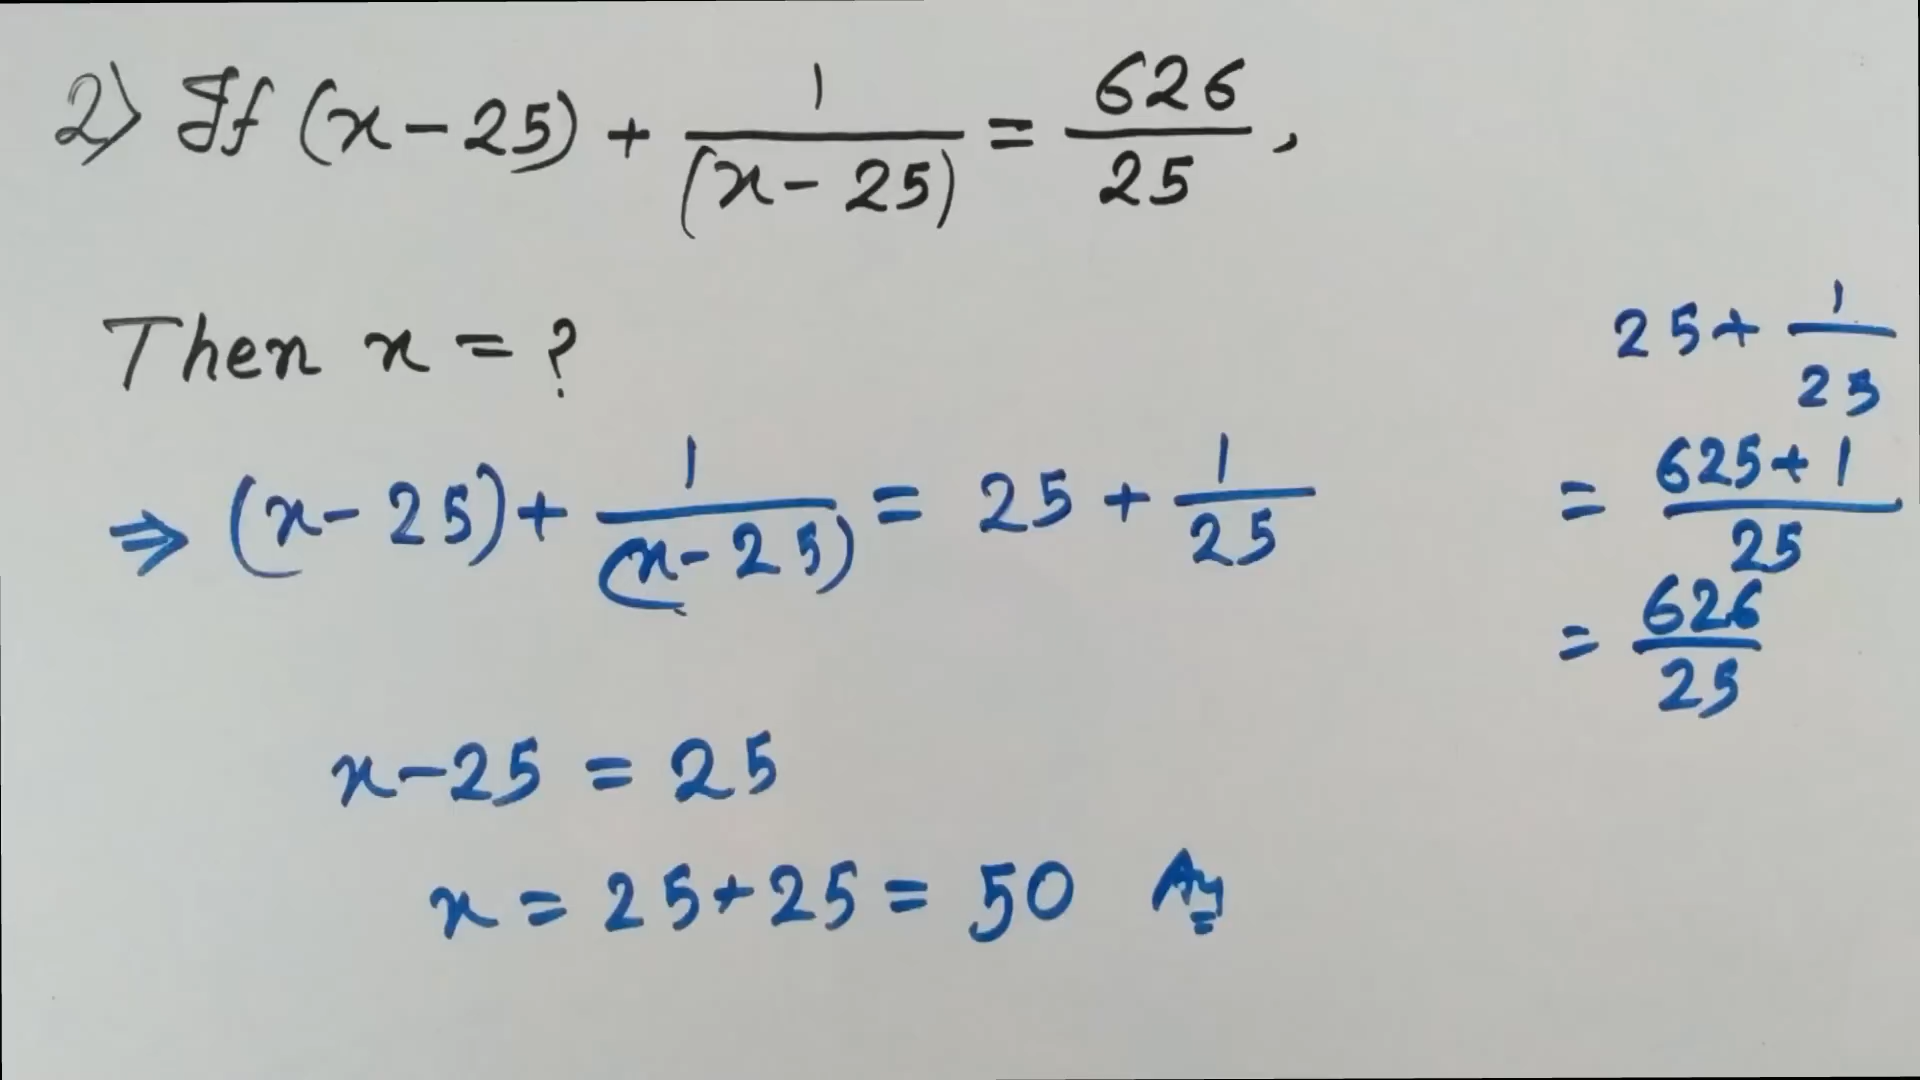 2) If (x-25) + 1/(x-25) = 626/25,
Then x = ?
⇒ (x-25) + 1/(x-25) = 25 + 1/25
x-25 = 25
x = 25+25 = 50
25 + 1/25
= 625+1/25
= 626/25